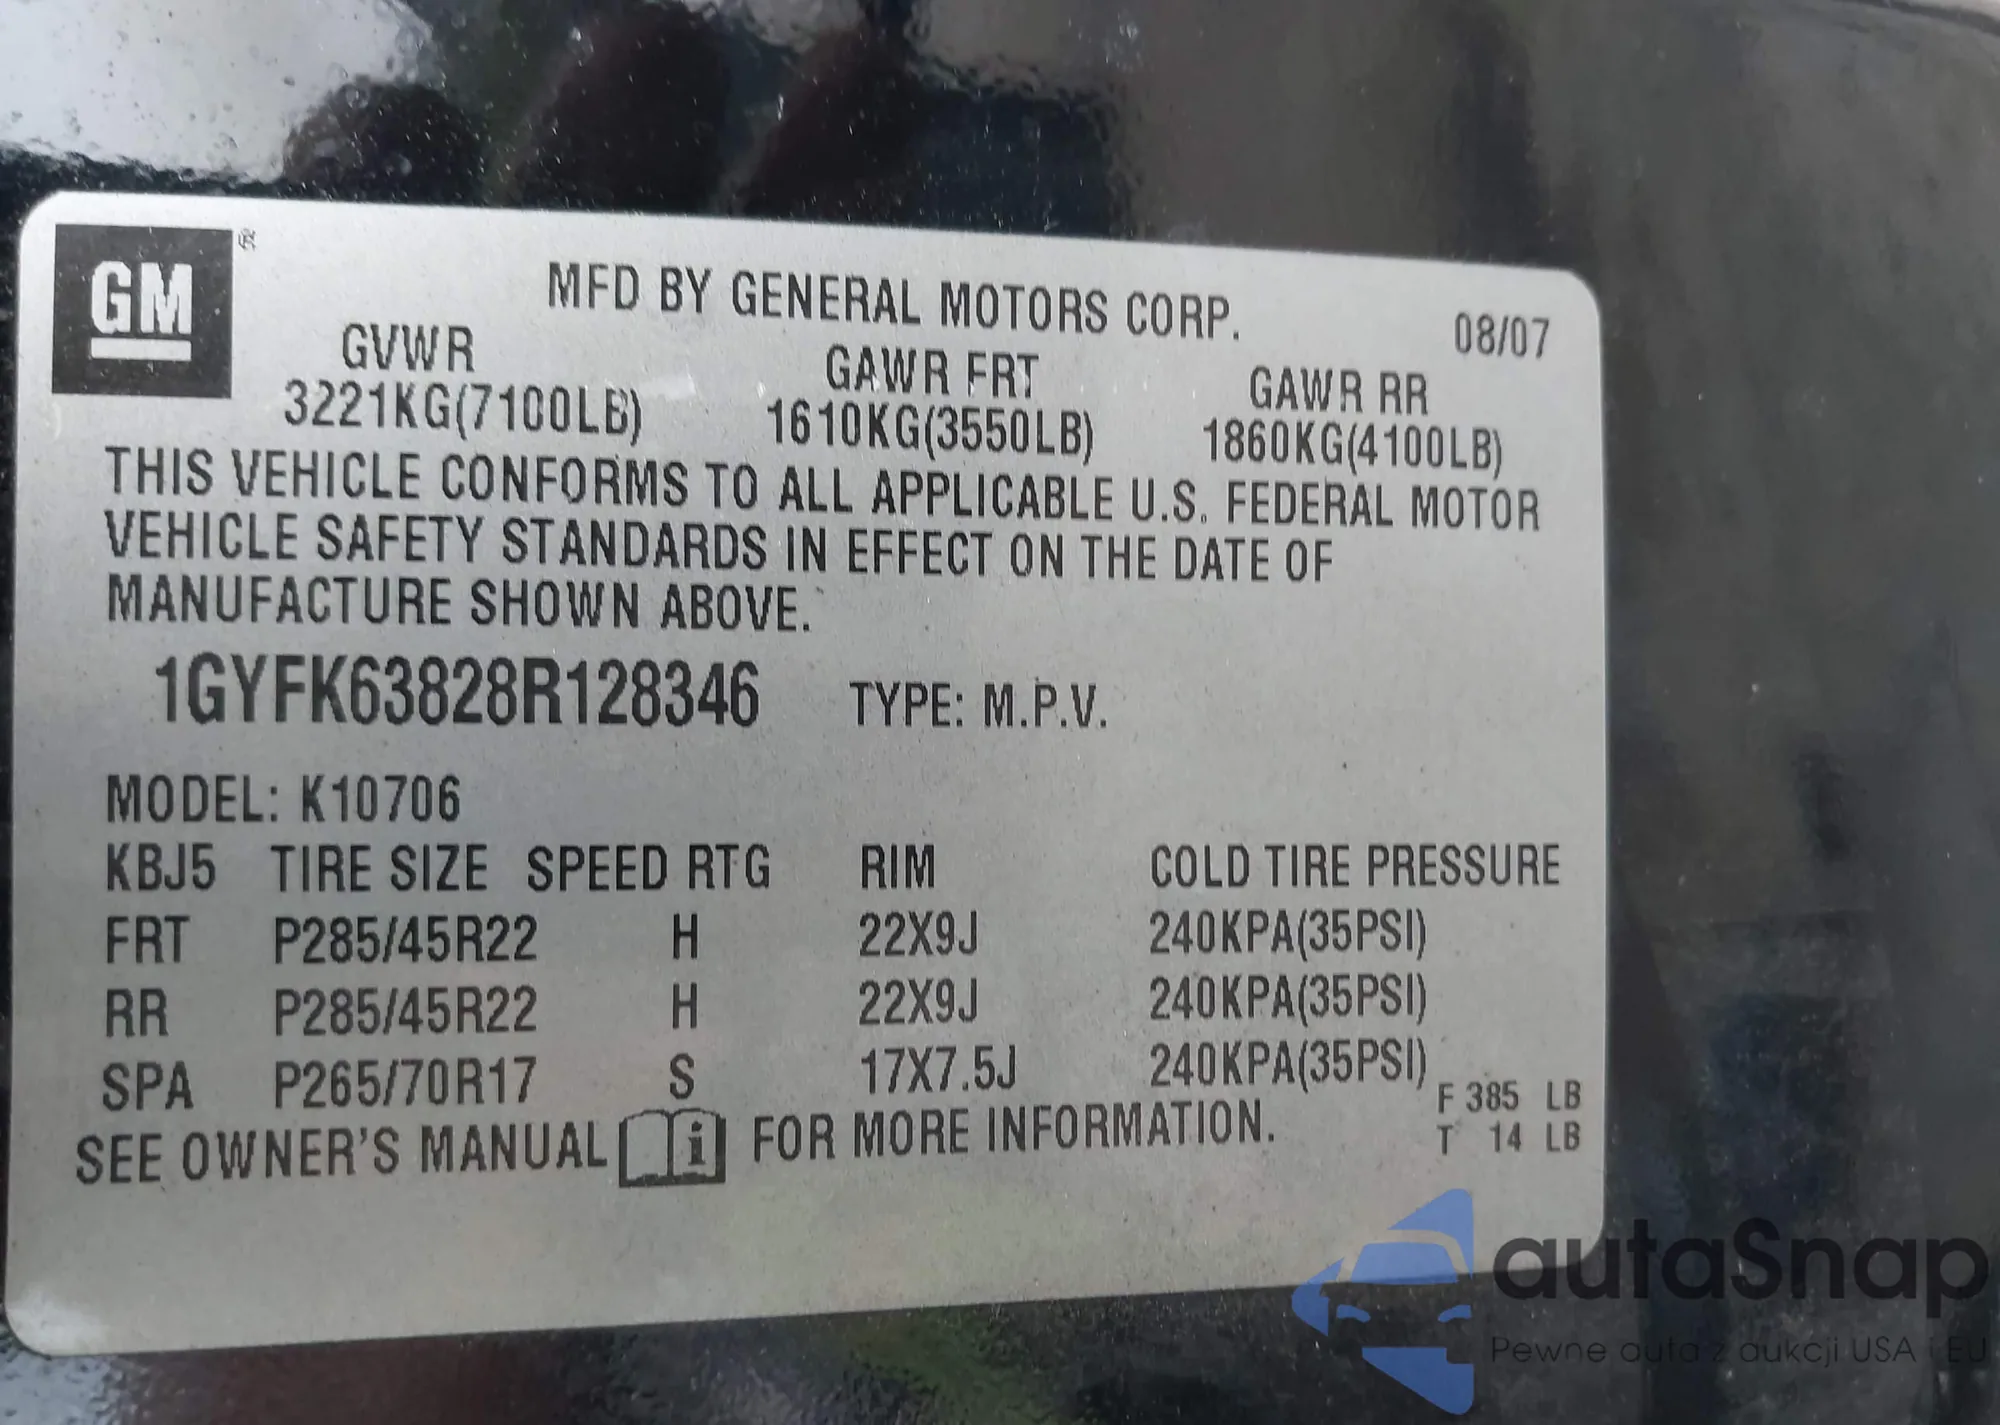 GM ®
MFD BY GENERAL MOTORS CORP. 08/07
GVWR GAWR FRT GAWR RR
3221KG(7100LB) 1610KG(3550LB) 1860KG(4100LB)
THIS VEHICLE CONFORMS TO ALL APPLICABLE U.S. FEDERAL MOTOR
VEHICLE SAFETY STANDARDS IN EFFECT ON THE DATE OF
MANUFACTURE SHOWN ABOVE.
1GYFK63828R128346 TYPE: M.P.V.
MODEL: K10706
KBJ5 TIRE SIZE SPEED RTG RIM COLD TIRE PRESSURE
FRT P285/45R22 H 22X9J 240KPA(35PSI)
RR P285/45R22 H 22X9J 240KPA(35PSI)
SPA P265/70R17 S 17X7.5J 240KPA(35PSI)
F 385 LB
SEE OWNER'S MANUAL i FOR MORE INFORMATION. T 14 LB
autaSnap
Pewne auta z aukcji USA i EU